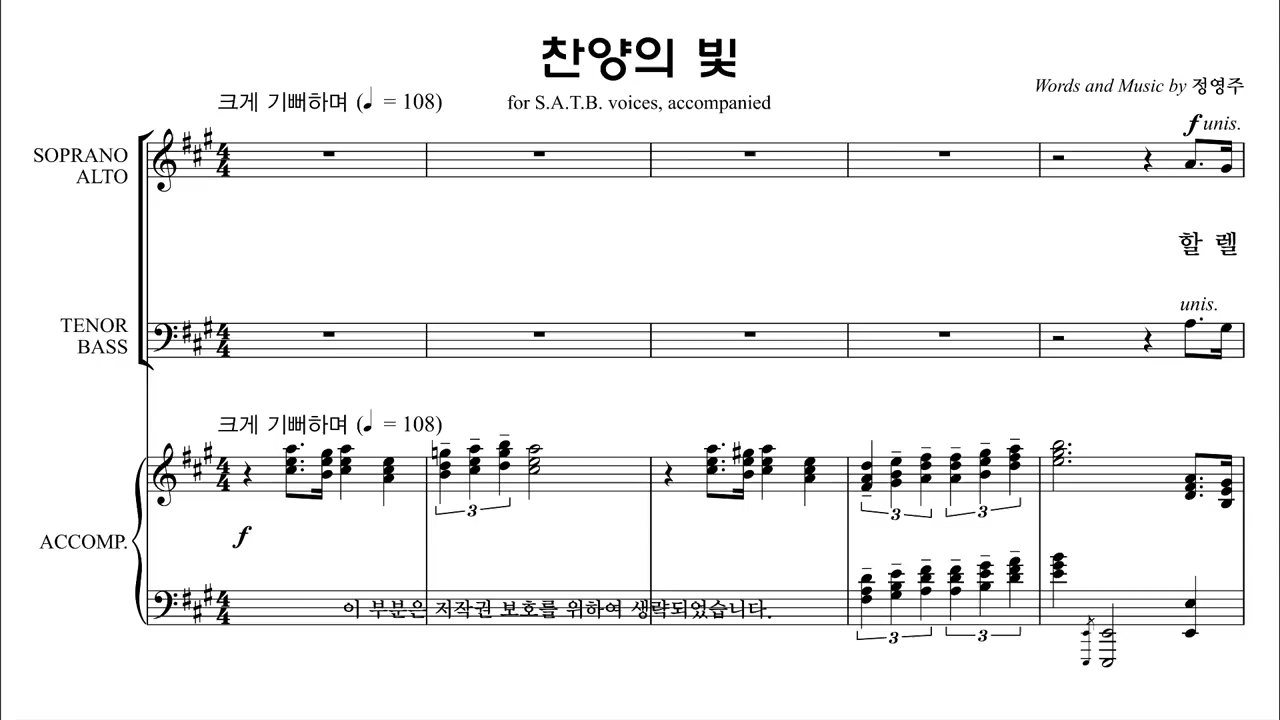 찬양의 빛
for S.A.T.B. voices, accompanied
Words and Music by 정영주
크게 기뻐하며 (♩ = 108)
f unis.
SOPRANO
ALTO
할 렐
unis.
TENOR
BASS
크게 기뻐하며 (♩ = 108)
3
3 3
f
ACCOMP.
이 부분은 저작권 보호를 위하여 생략되었습니다.
3 3